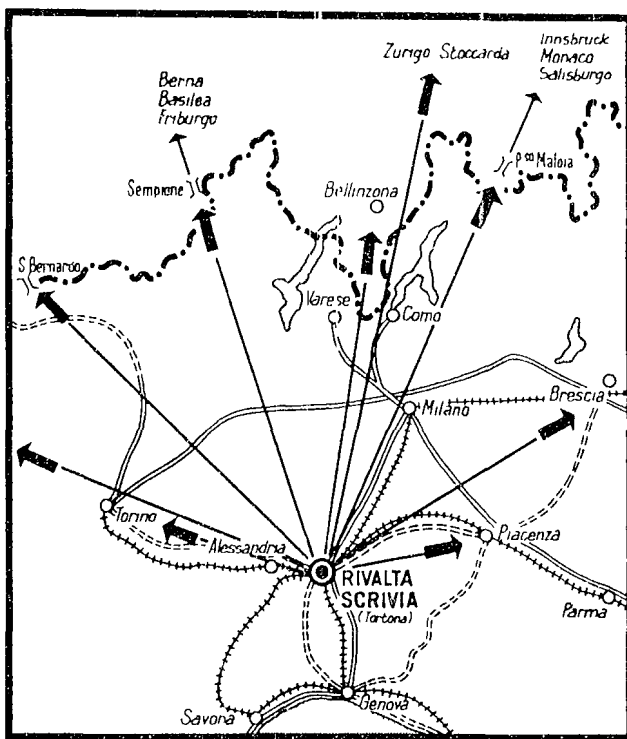 Innsbruck
Monaco
Salisburgo
Zurigo Stoccarda
Berna
Basilea
Friburgo
Pso Maloia
Sempione
Bellinzona
S. Bernardo
Varese
Como
Brescia
Milano
Torino
Alessandria
Piacenza
RIVALTA
SCRIVIA
(Tortona)
Parma
Genova
Savona